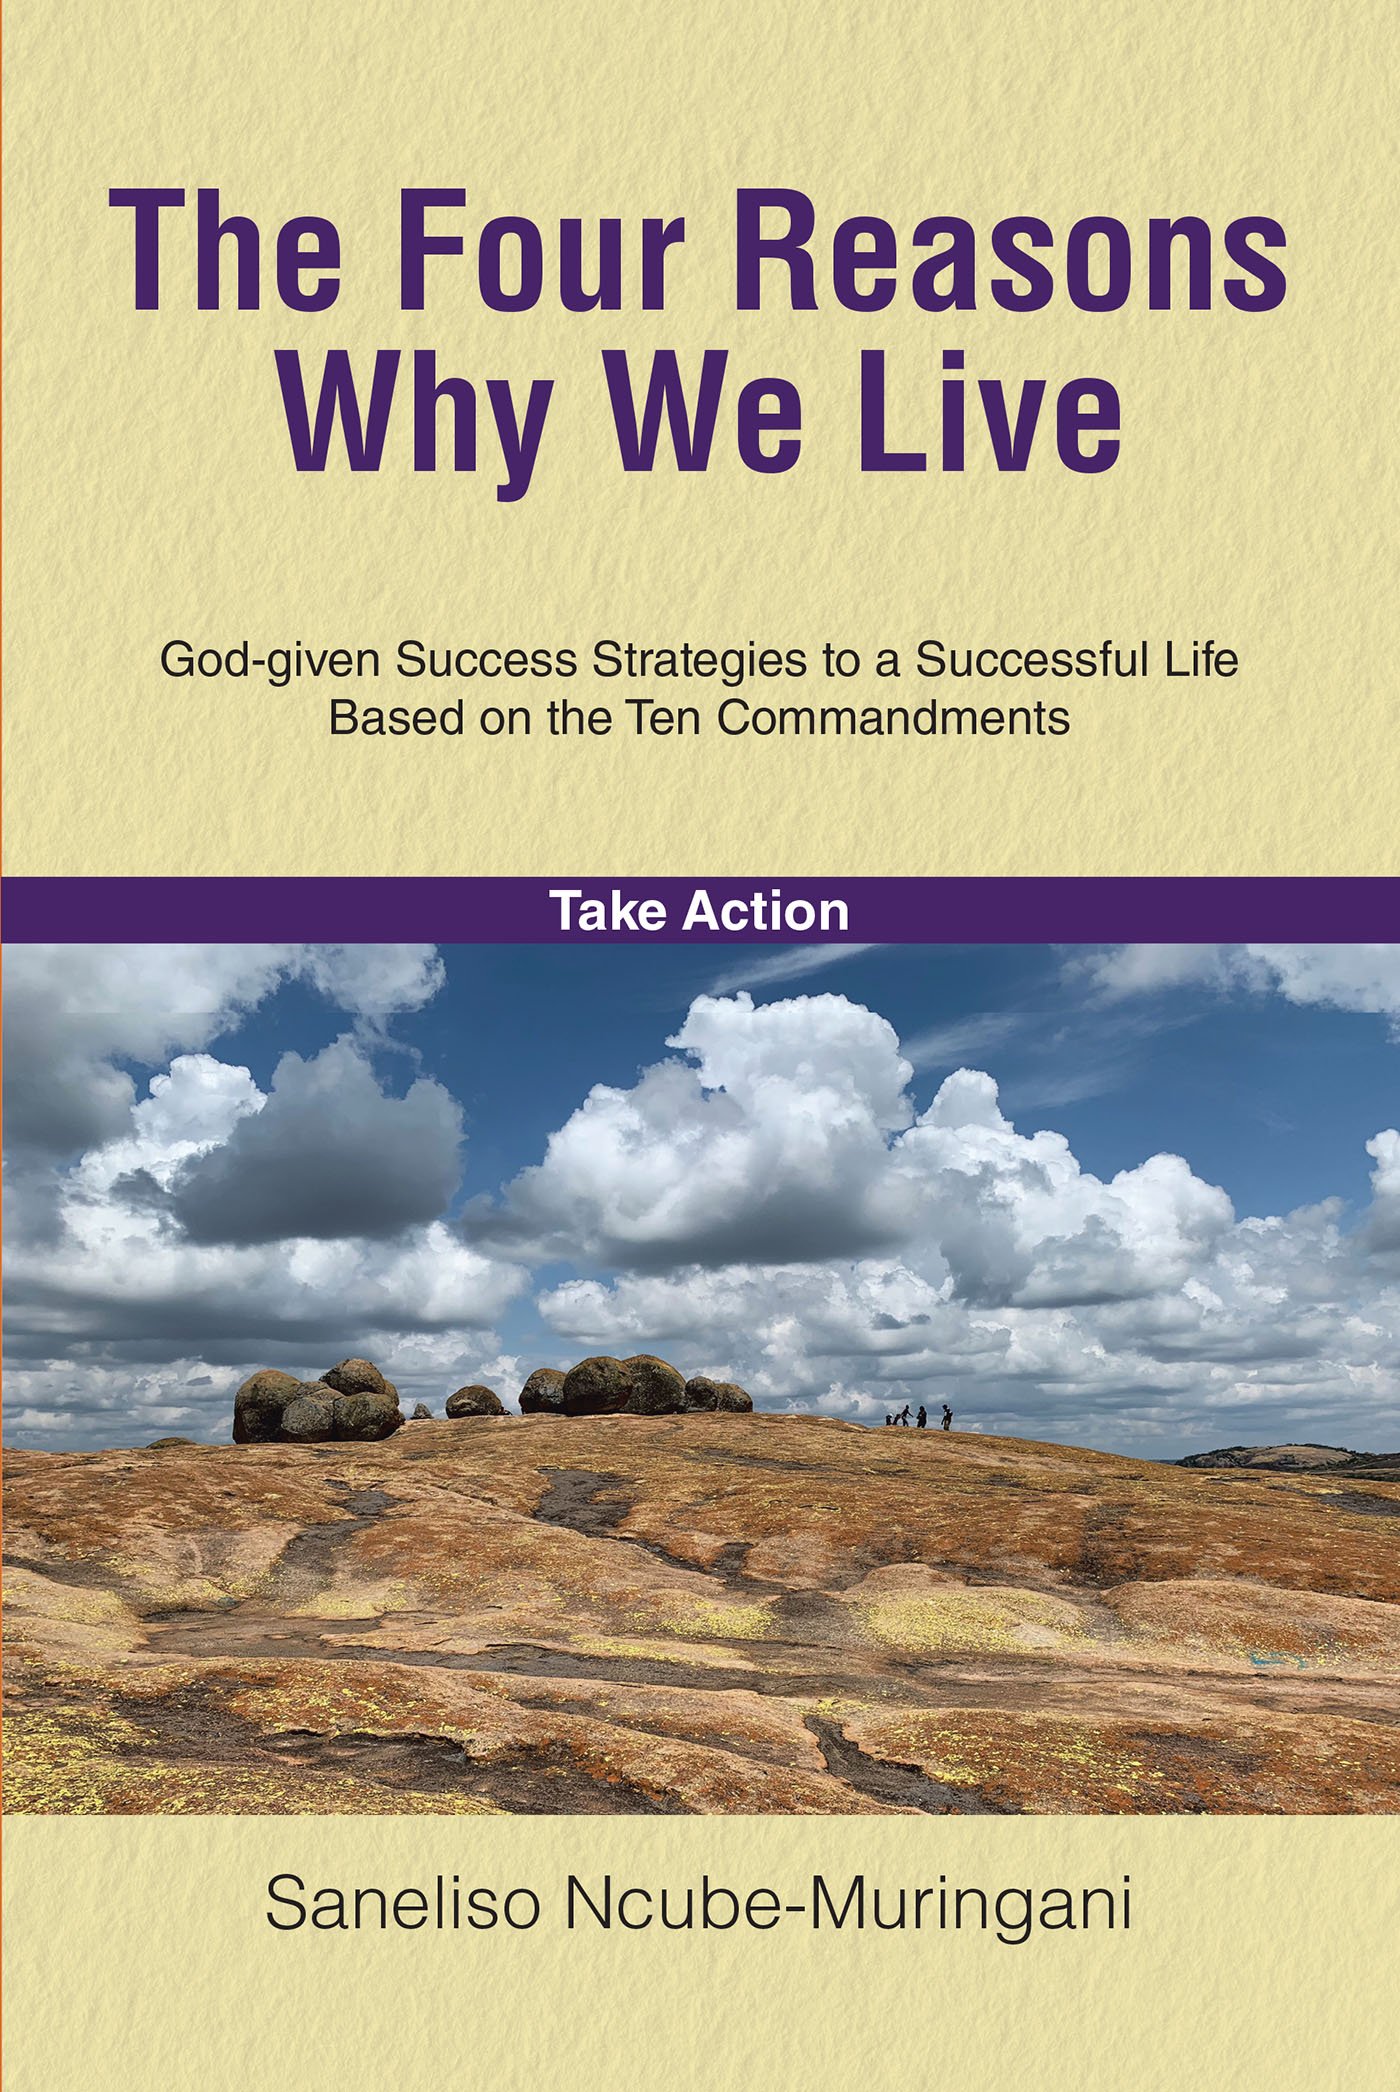 The Four Reasons
Why We Live
God-given Success Strategies to a Successful Life
Based on the Ten Commandments
Take Action
Saneliso Ncube-Muringani